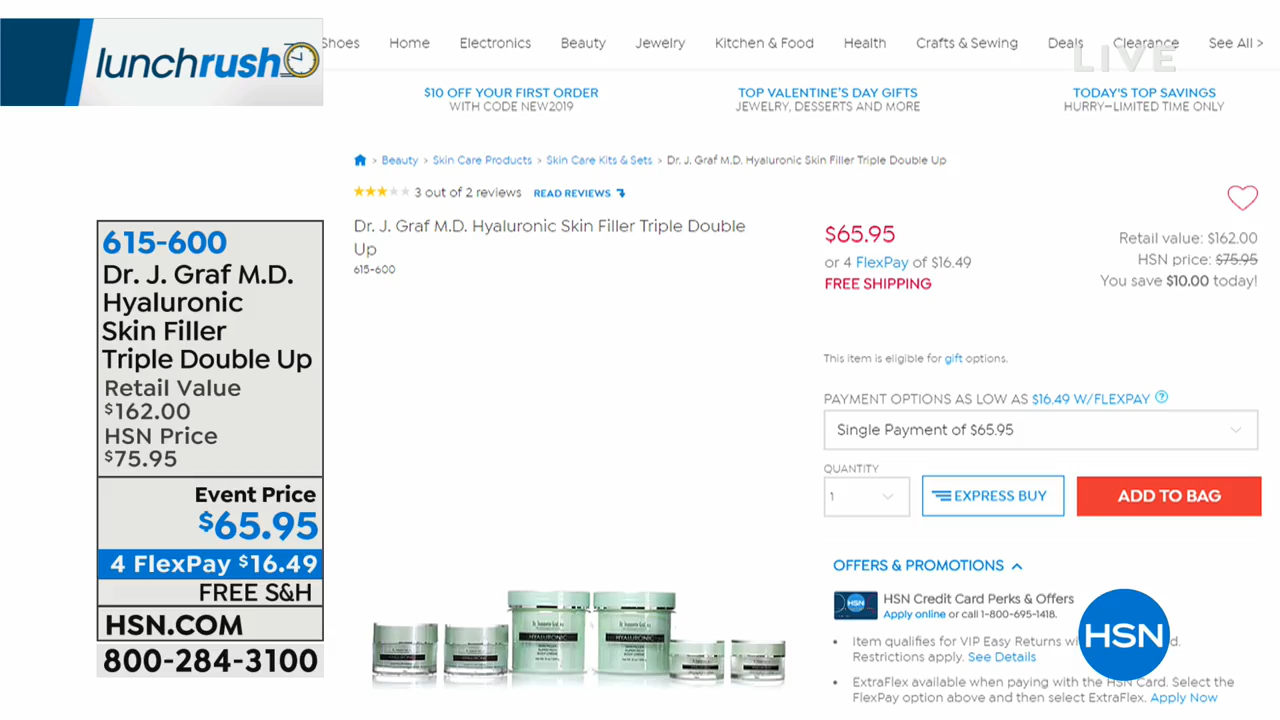 lunchrush
Shoes Home Electronics Beauty Jewelry Kitchen & Food Health Crafts & Sewing Deals Clearance See All >
LIVE
$10 OFF YOUR FIRST ORDER
WITH CODE NEW2019
TOP VALENTINE'S DAY GIFTS
JEWELRY, DESSERTS AND MORE
TODAY'S TOP SAVINGS
HURRY–LIMITED TIME ONLY
> Beauty > Skin Care Products > Skin Care Kits & Sets > Dr. J. Graf M.D. Hyaluronic Skin Filler Triple Double Up
3 out of 2 reviews READ REVIEWS
Dr. J. Graf M.D. Hyaluronic Skin Filler Triple Double
Up
615-600
$65.95
or 4 FlexPay of $16.49
FREE SHIPPING
Retail value: $162.00
HSN price: $75.95
You save $10.00 today!
This item is eligible for gift options.
PAYMENT OPTIONS AS LOW AS $16.49 W/FLEXPAY ?
Single Payment of $65.95
QUANTITY
1
EXPRESS BUY
ADD TO BAG
OFFERS & PROMOTIONS
HSN
HSN Credit Card Perks & Offers
Apply online or call 1-800-695-1418.
• Item qualifies for VIP Easy Returns
Restrictions apply. See Details
• ExtraFlex available when paying with the HSN Card. Select the
FlexPay option above and then select ExtraFlex. Apply Now
HSN
615-600
Dr. J. Graf M.D.
Hyaluronic
Skin Filler
Triple Double Up
Retail Value
$162.00
HSN Price
$75.95
Event Price
$65.95
4 FlexPay $16.49
FREE S&H
HSN.COM
800-284-3100
HYALURONIC
HYALURONIC